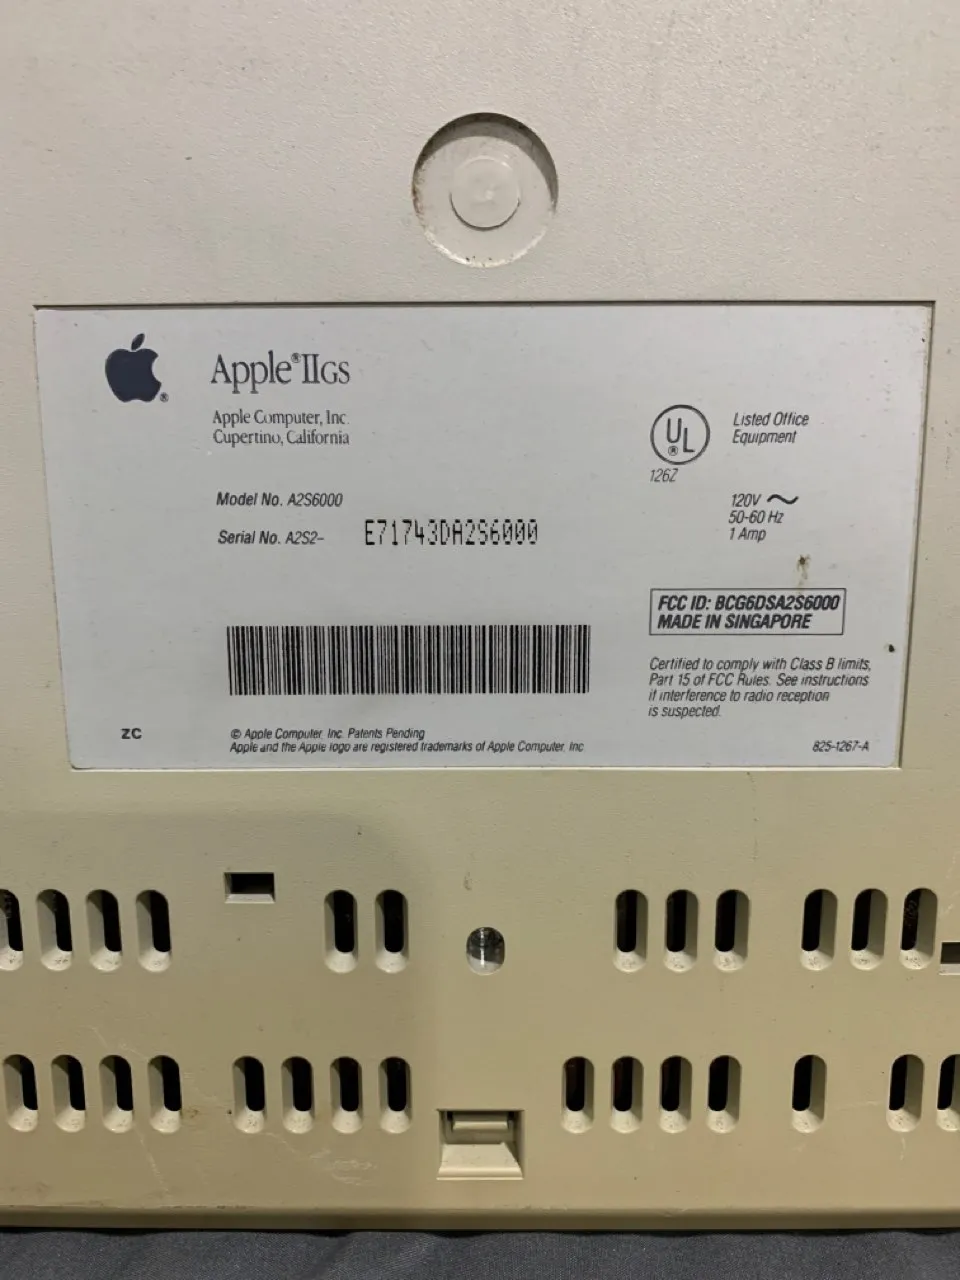 Apple®IIGS
Apple Computer, Inc.
Cupertino, California
Model No. A2S6000
Serial No. A2S2- E71743DA2S6000
ZC
© Apple Computer, Inc. Patents Pending
Apple and the Apple logo are registered trademarks of Apple Computer, Inc.
®
UL®
126Z
Listed Office
Equipment
120V ~
50-60 Hz
1 Amp
FCC ID: BCG6DSA2S6000
MADE IN SINGAPORE
Certified to comply with Class B limits,
Part 15 of FCC Rules. See instructions
if interference to radio reception
is suspected.
825-1267-A